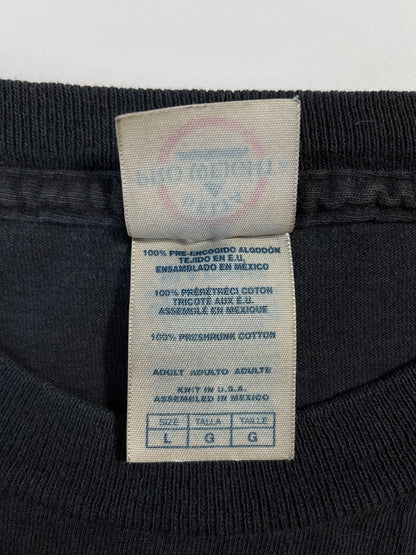 100% PRE-ENCOGIDO ALGODÓN
TEJIDO EN E.U.
ENSAMBLADO EN MÉXICO
100% PRÉRÉTRÉCI COTON
TRICOTÉ AUX É.U.
ASSEMBLÉ EN MEXIQUE
100% PRESHRUNK COTTON
ADULT ADULTO ADULTE
KNIT IN U.S.A.
ASSEMBLED IN MEXICO
SIZE TALLA TAILLE
L G G